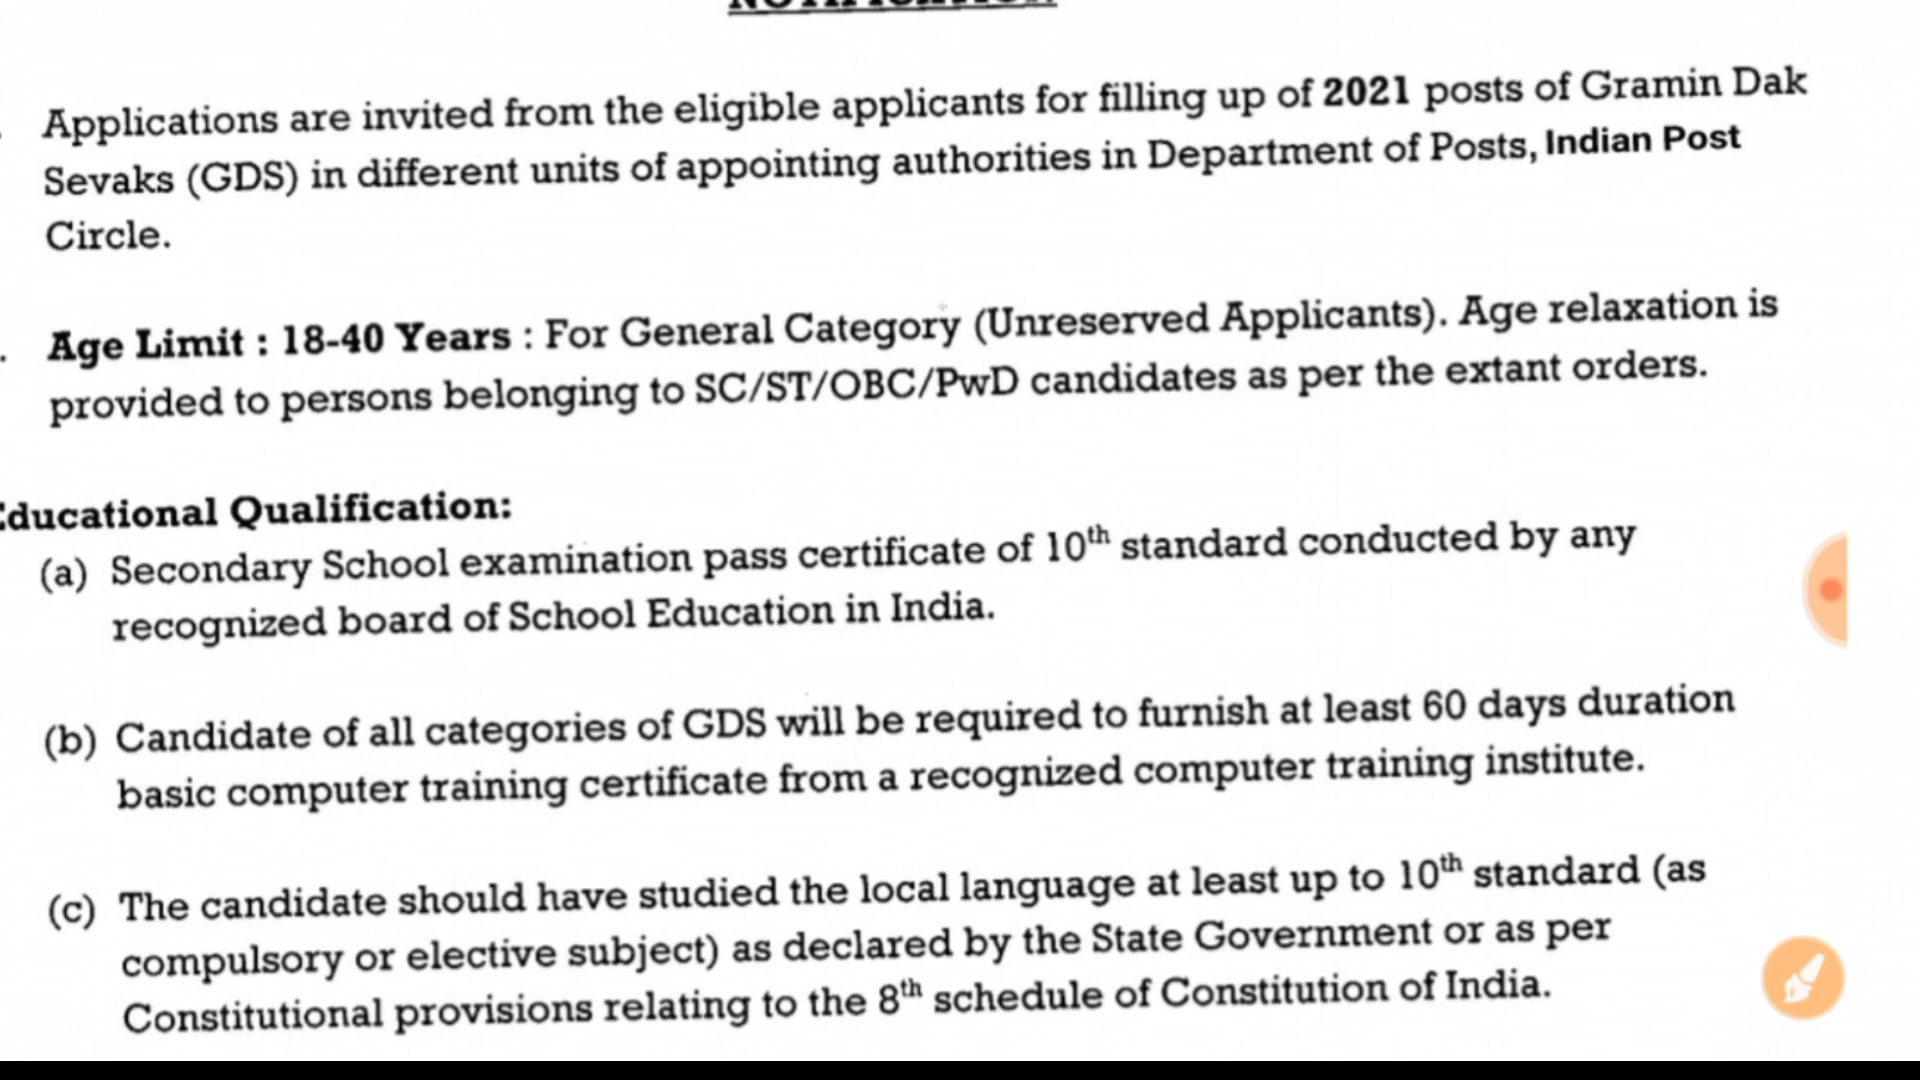 NOTIFICATION
Applications are invited from the eligible applicants for filling up of 2021 posts of Gramin Dak
Sevaks (GDS) in different units of appointing authorities in Department of Posts, Indian Post
Circle.
Age Limit : 18-40 Years : For General Category (Unreserved Applicants). Age relaxation is
provided to persons belonging to SC/ST/OBC/PwD candidates as per the extant orders.
Educational Qualification:
(a) Secondary School examination pass certificate of 10th standard conducted by any
recognized board of School Education in India.
(b) Candidate of all categories of GDS will be required to furnish at least 60 days duration
basic computer training certificate from a recognized computer training institute.
(c) The candidate should have studied the local language at least up to 10th standard (as
compulsory or elective subject) as declared by the State Government or as per
Constitutional provisions relating to the 8th schedule of Constitution of India.